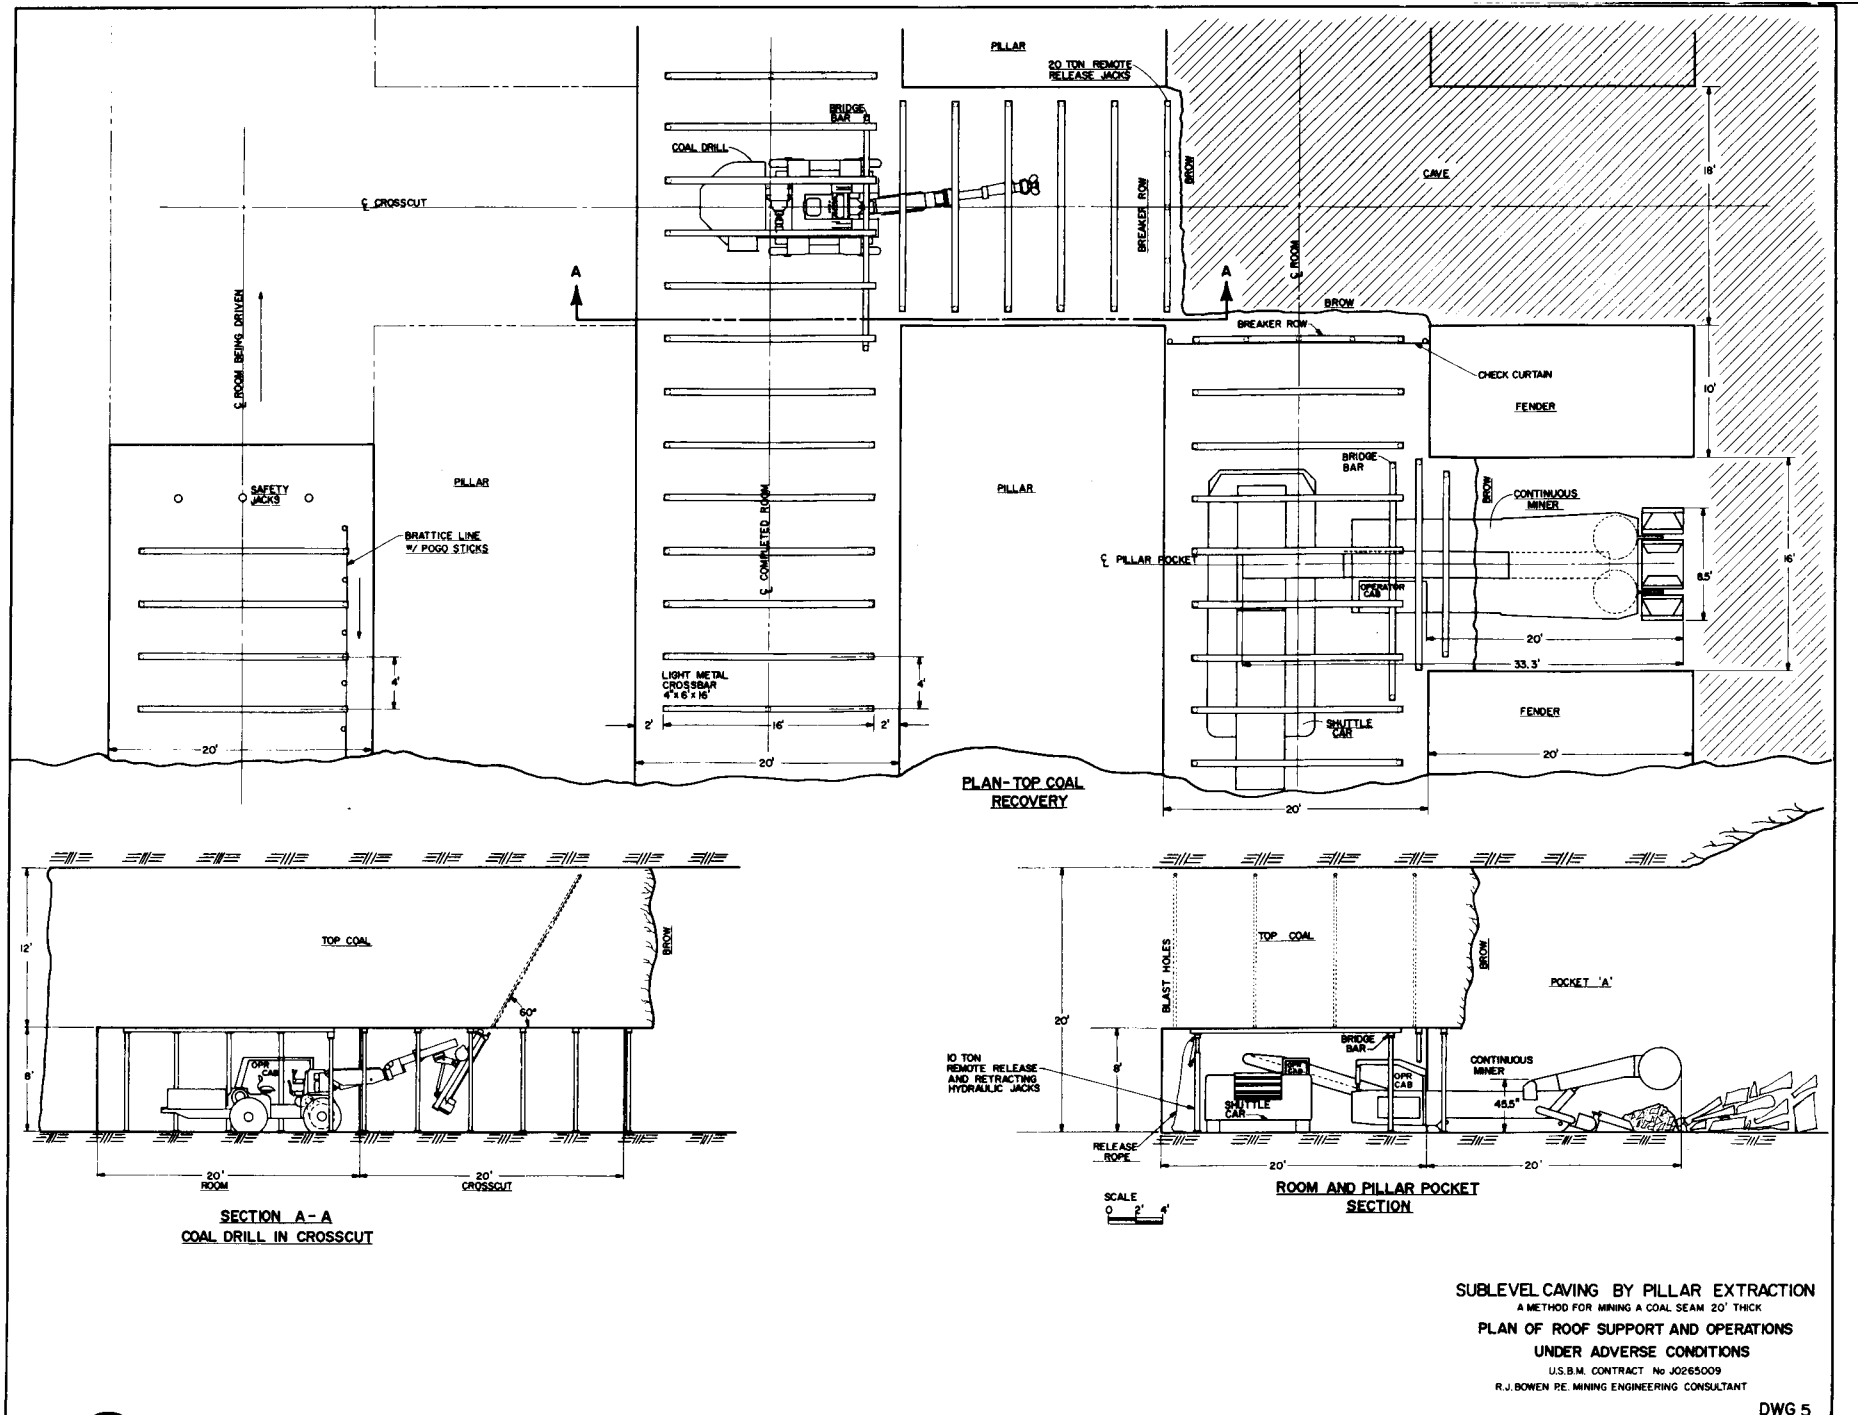 PILLAR
20 TON REMOTE
RELEASE JACKS
BRIDGE
BAR
COAL DRILL
BROW
BREAKER ROW
CAVE
18'
℄ CROSSCUT
℄ ROOM
A
A
℄ ROOM BEING DRIVEN
BROW
BREAKER ROW
CHECK CURTAIN
10'
FENDER
BRIDGE
BAR
PILLAR
PILLAR
SAFETY
JACKS
BROW
CONTINUOUS
MINER
BRATTICE LINE
W/ POGO STICKS
℄ COMPLETED ROOM
℄ PILLAR POCKET
OPERATOR
CAB
8.5'
16'
20'
33.3'
4'
LIGHT METAL
CROSSBAR
4"x 6"x 16'
4'
2'
16'
2'
FENDER
SHUTTLE
CAR
20'
20'
20'
20'
PLAN-TOP COAL
RECOVERY
12'
TOP COAL
BROW
60°
8'
OPR
CAB
20'
ROOM
20'
CROSSCUT
SECTION A-A
COAL DRILL IN CROSSCUT
BLAST HOLES
TOP COAL
BROW
POCKET 'A'
20'
8'
10 TON
REMOTE RELEASE
AND RETRACTING
HYDRAULIC JACKS
BRIDGE
BAR
OPR
CAB
OPR
CAB
CONTINUOUS
MINER
45.5"
SHUTTLE
CAR
RELEASE
ROPE
20'
20'
ROOM AND PILLAR POCKET
SECTION
SCALE
0 2' 4'
SUBLEVEL CAVING BY PILLAR EXTRACTION
A METHOD FOR MINING A COAL SEAM 20' THICK
PLAN OF ROOF SUPPORT AND OPERATIONS
UNDER ADVERSE CONDITIONS
U.S.B.M. CONTRACT No J0265009
R.J. BOWEN P.E. MINING ENGINEERING CONSULTANT
DWG 5